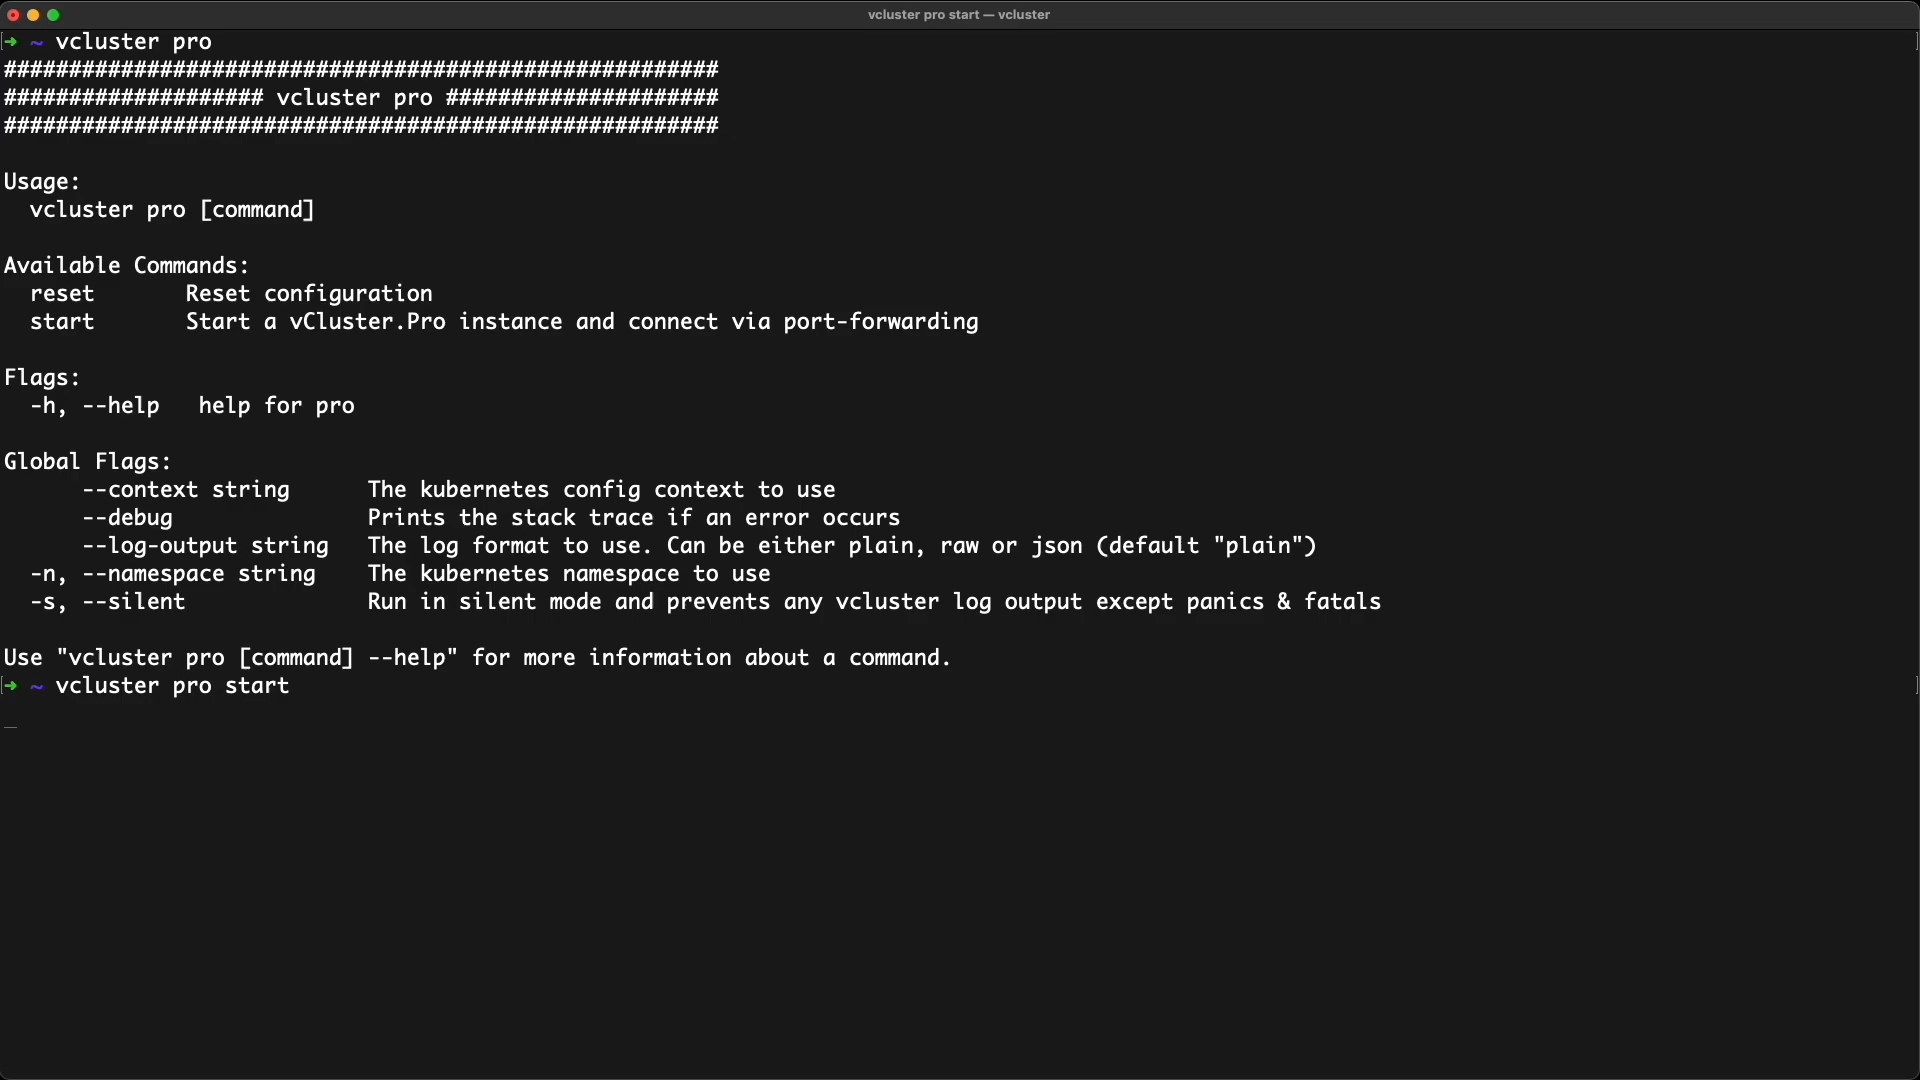 vcluster pro start — vcluster
➜ ~ vcluster pro
#######################################################
#################### vcluster pro #####################
#######################################################
Usage:
  vcluster pro [command]
Available Commands:
  reset       Reset configuration
  start       Start a vCluster.Pro instance and connect via port-forwarding
Flags:
  -h, --help   help for pro
Global Flags:
      --context string      The kubernetes config context to use
      --debug               Prints the stack trace if an error occurs
      --log-output string   The log format to use. Can be either plain, raw or json (default "plain")
  -n, --namespace string    The kubernetes namespace to use
  -s, --silent              Run in silent mode and prevents any vcluster log output except panics & fatals
Use "vcluster pro [command] --help" for more information about a command.
➜ ~ vcluster pro start